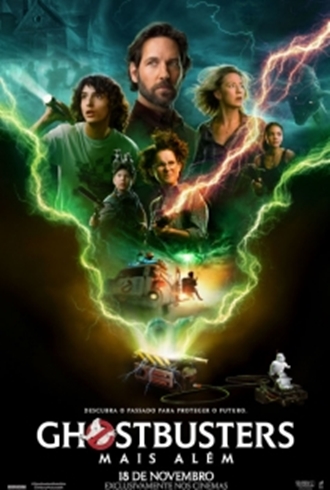 DESCUBRA O PASSADO PARA PROTEGER O FUTURO.
GHOSTBUSTERS
MAIS ALÉM
18 DE NOVEMBRO
EXCLUSIVAMENTE NOS CINEMAS